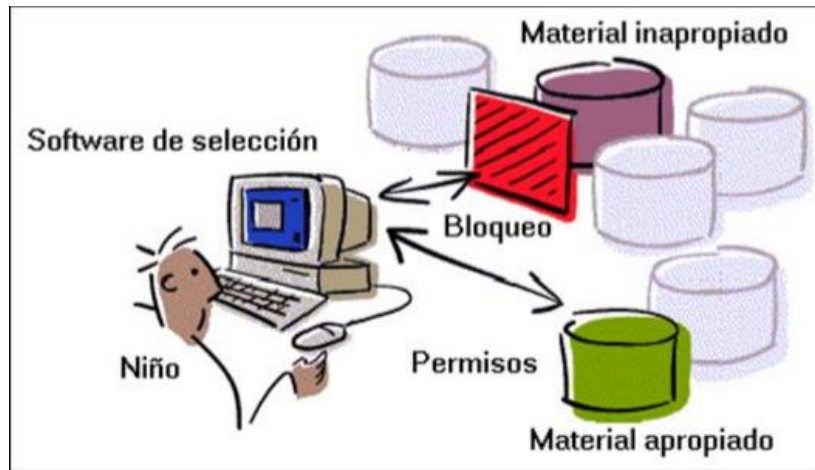 Material inapropiado
Software de selección
Bloqueo
Niño
Permisos
Material apropiado